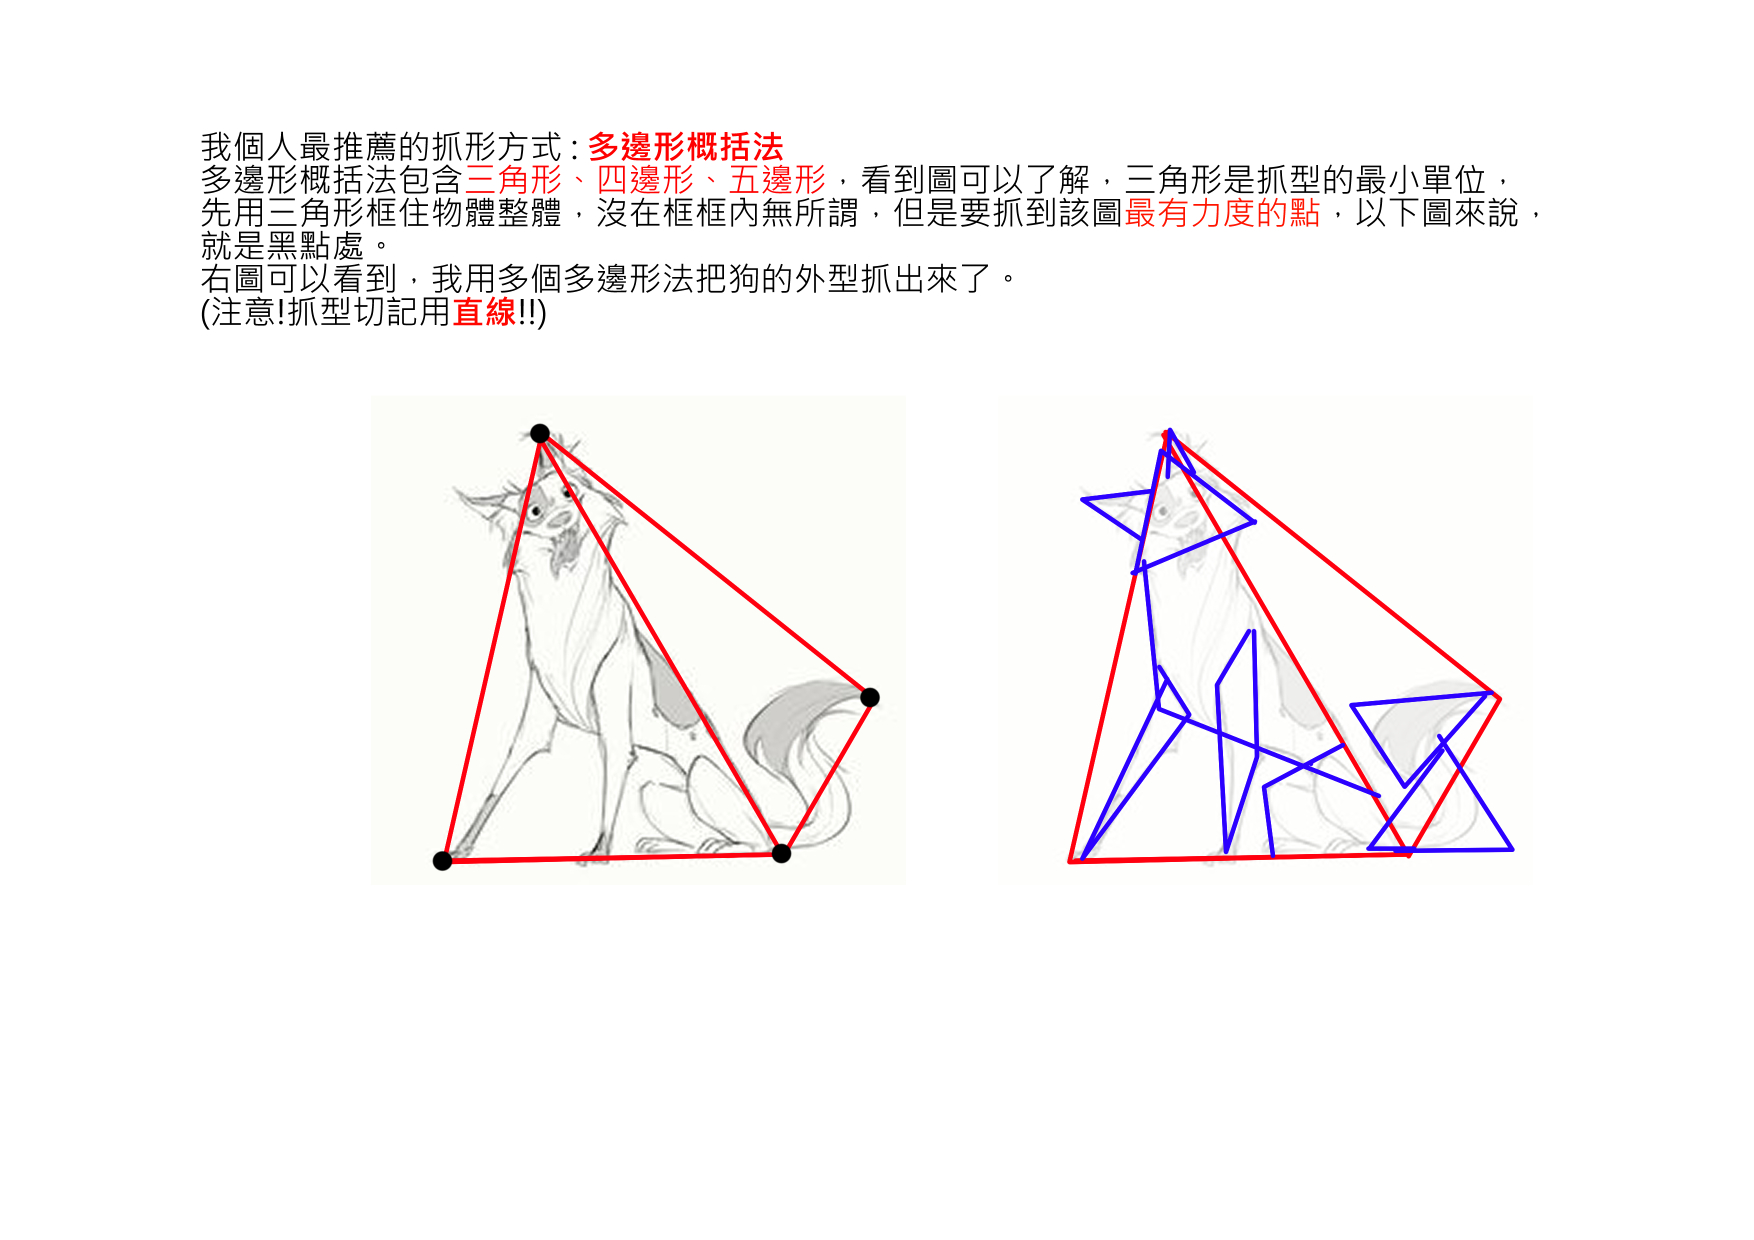 我個人最推薦的抓形方式 : 多邊形概括法
多邊形概括法包含三角形、四邊形、五邊形，看到圖可以了解，三角形是抓型的最小單位，
先用三角形框住物體整體，沒在框框內無所謂，但是要抓到該圖最有力度的點，以下圖來說，
就是黑點處。
右圖可以看到，我用多個多邊形法把狗的外型抓出來了。
(注意!抓型切記用直線!!)